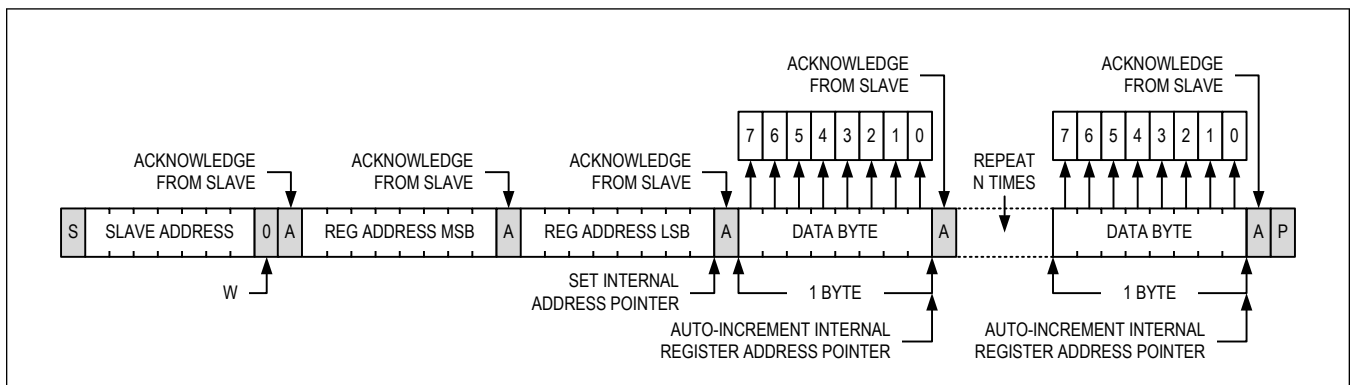 ACKNOWLEDGE
FROM SLAVE
ACKNOWLEDGE
FROM SLAVE
7 6 5 4 3 2 1 0
7 6 5 4 3 2 1 0
ACKNOWLEDGE
FROM SLAVE
ACKNOWLEDGE
FROM SLAVE
ACKNOWLEDGE
FROM SLAVE
REPEAT
N TIMES
S SLAVE ADDRESS 0 A REG ADDRESS MSB A REG ADDRESS LSB A DATA BYTE A DATA BYTE A P
W
SET INTERNAL
ADDRESS POINTER
1 BYTE
1 BYTE
AUTO-INCREMENT INTERNAL
REGISTER ADDRESS POINTER
AUTO-INCREMENT INTERNAL
REGISTER ADDRESS POINTER